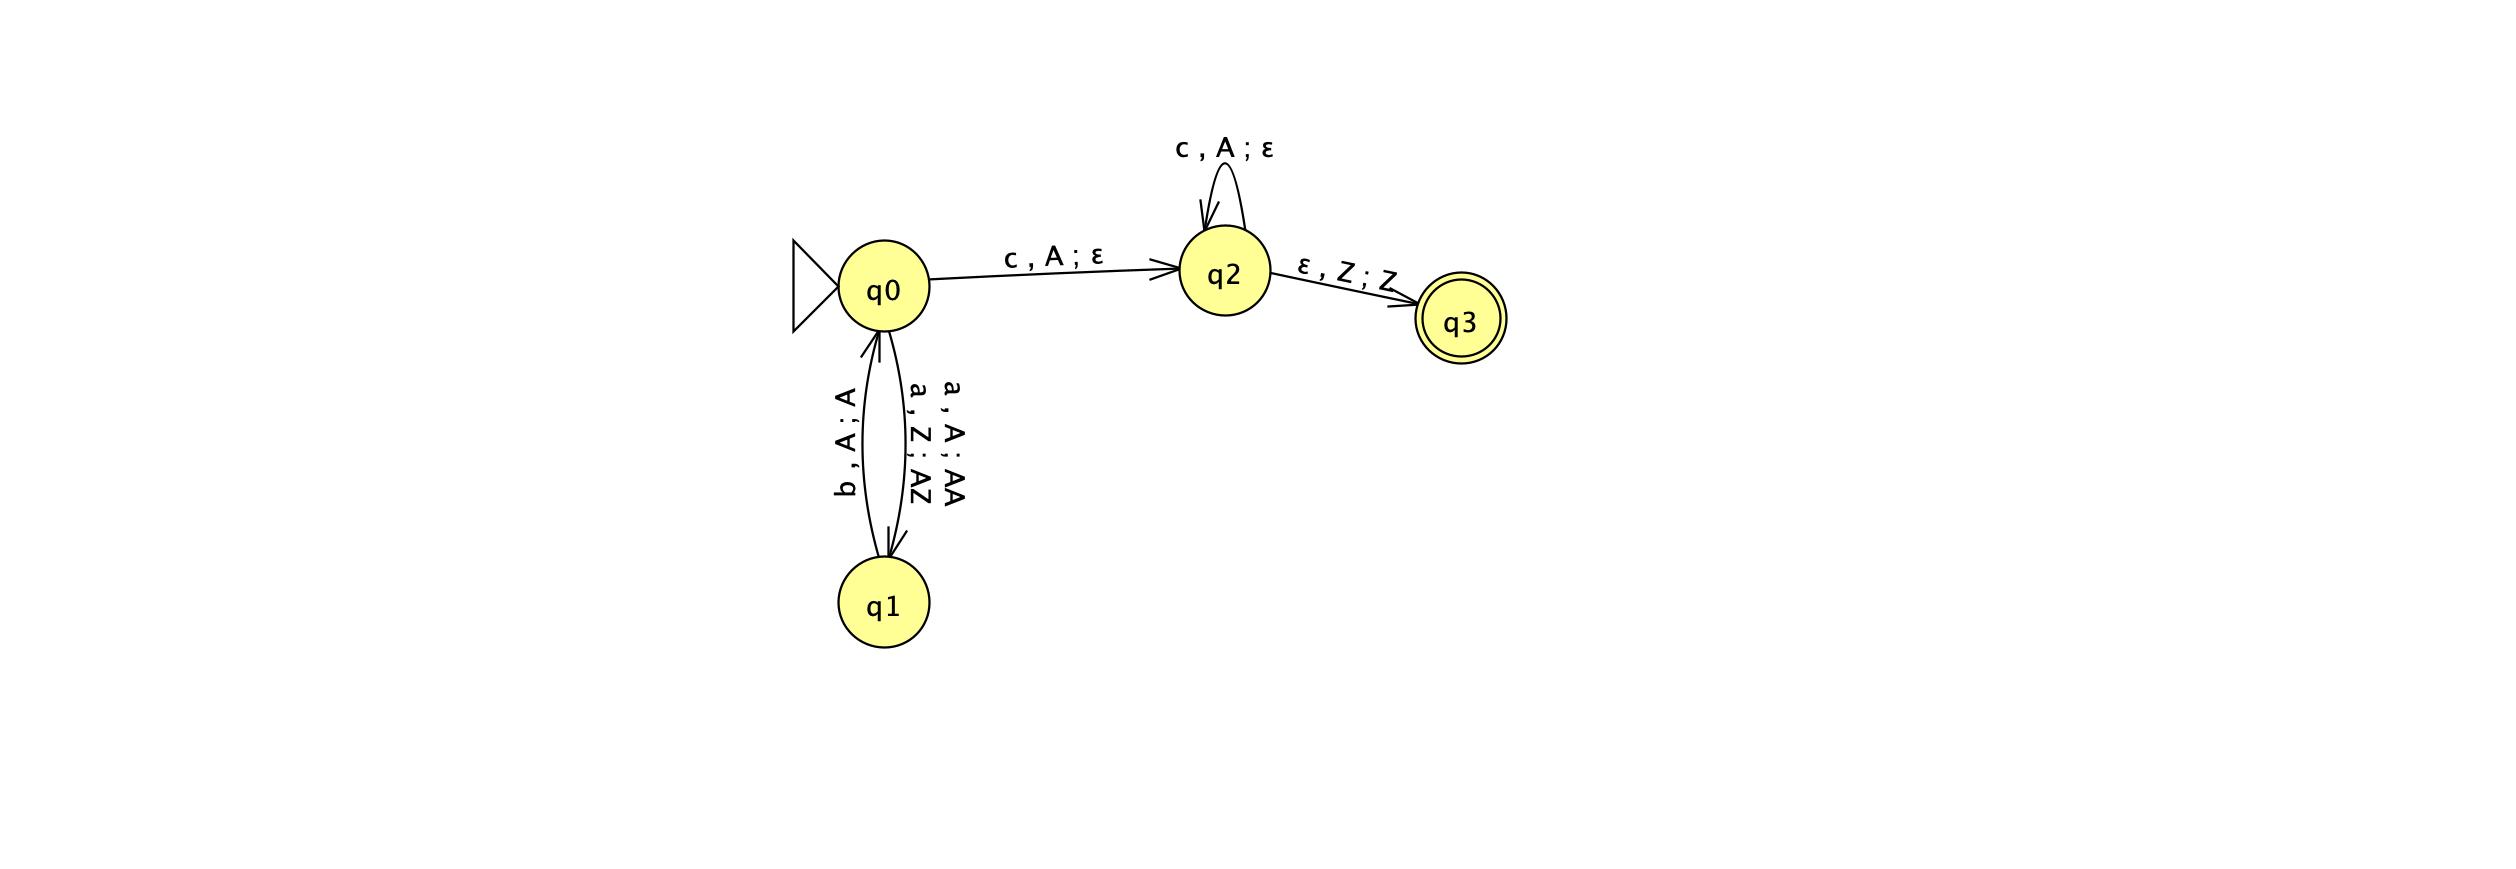 c , A ; ε
c , A ; ε
ε , Z ; Z
q0
q2
q3
b , A ; A
a , Z ; AZ
a , A ; AA
q1